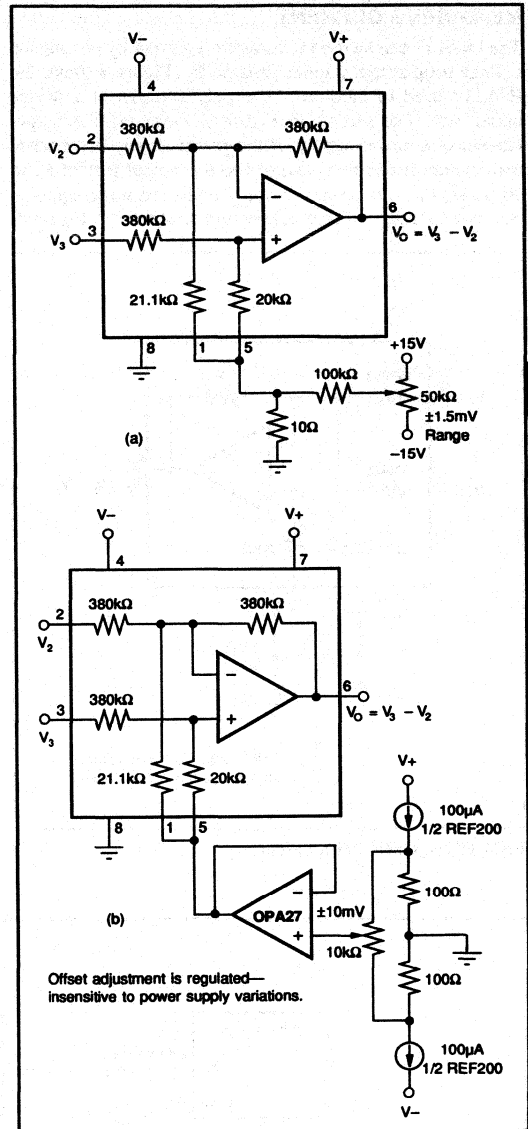 V– V+
4 7
380kΩ 380kΩ
V2 2
–
380kΩ
V3 3
+
6
VO = V3 – V2
21.1kΩ 20kΩ
8 1 5
+15V
100kΩ
50kΩ
±1.5mV
Range
10Ω
–15V
(a)
V– V+
4 7
380kΩ 380kΩ
2
V2
–
380kΩ
3
V3
+
6
VO = V3 – V2
21.1kΩ 20kΩ
8 1 5
V+
100µA
1/2 REF200
–
OPA27
+
±10mV
10kΩ
100Ω
100Ω
(b)
Offset adjustment is regulated—
insensitive to power supply variations.
100µA
1/2 REF200
V–